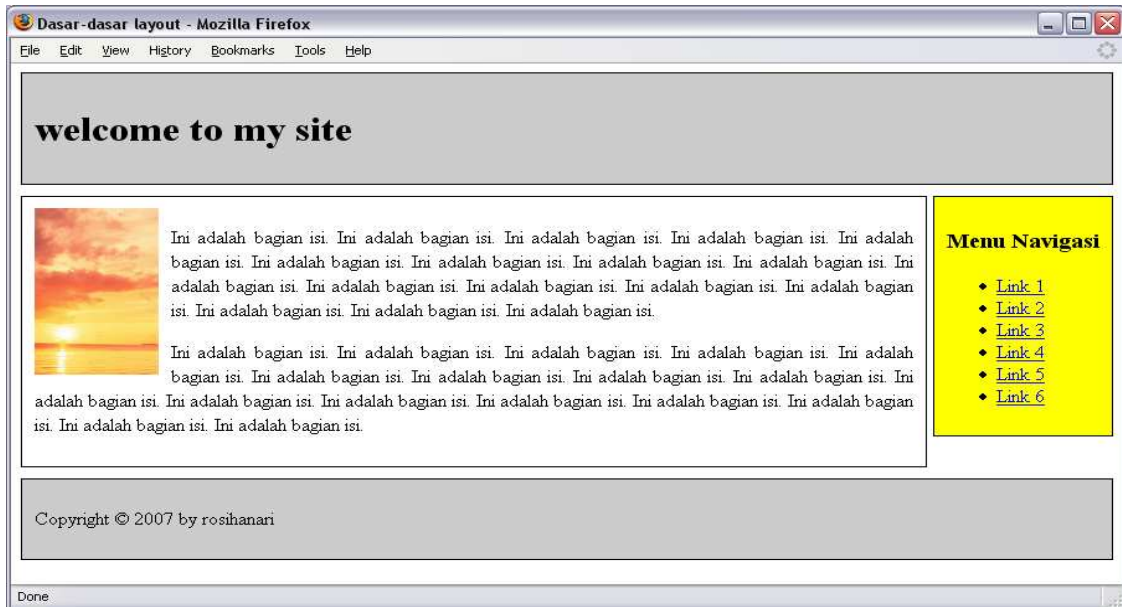 Dasar-dasar layout - Mozilla Firefox
File Edit View History Bookmarks Tools Help
welcome to my site
Ini adalah bagian isi. Ini adalah bagian isi. Ini adalah bagian isi. Ini adalah bagian isi. Ini adalah
bagian isi. Ini adalah bagian isi. Ini adalah bagian isi. Ini adalah bagian isi. Ini adalah bagian isi. Ini
adalah bagian isi. Ini adalah bagian isi. Ini adalah bagian isi. Ini adalah bagian isi. Ini adalah bagian
isi. Ini adalah bagian isi. Ini adalah bagian isi. Ini adalah bagian isi.
Ini adalah bagian isi. Ini adalah bagian isi. Ini adalah bagian isi. Ini adalah bagian isi. Ini adalah
bagian isi. Ini adalah bagian isi. Ini adalah bagian isi. Ini adalah bagian isi. Ini adalah bagian isi. Ini
adalah bagian isi. Ini adalah bagian isi. Ini adalah bagian isi. Ini adalah bagian isi. Ini adalah bagian isi. Ini adalah bagian
isi. Ini adalah bagian isi. Ini adalah bagian isi.
Menu Navigasi
• Link 1
• Link 2
• Link 3
• Link 4
• Link 5
• Link 6
Copyright © 2007 by rosihanari
Done